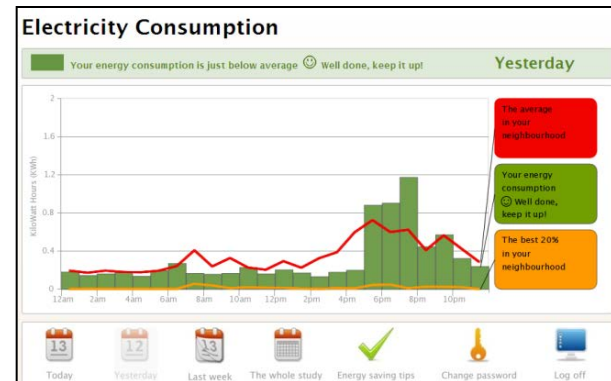 Electricity Consumption
Your energy consumption is just below average ☺ Well done, keep it up!
Yesterday
KiloWatt Hours (KWh)
2
1.6
1.2
0.8
0.4
0
12am 2am 4am 6am 8am 10am 12pm 2pm 4pm 6pm 8pm 10pm
The average
in your
neighbourhood
Your energy
consumption
☺ Well done,
keep it up!
The best 20%
in your
neighbourhood
13 12 13
Today Yesterday Last week The whole study Energy saving tips Change password Log off